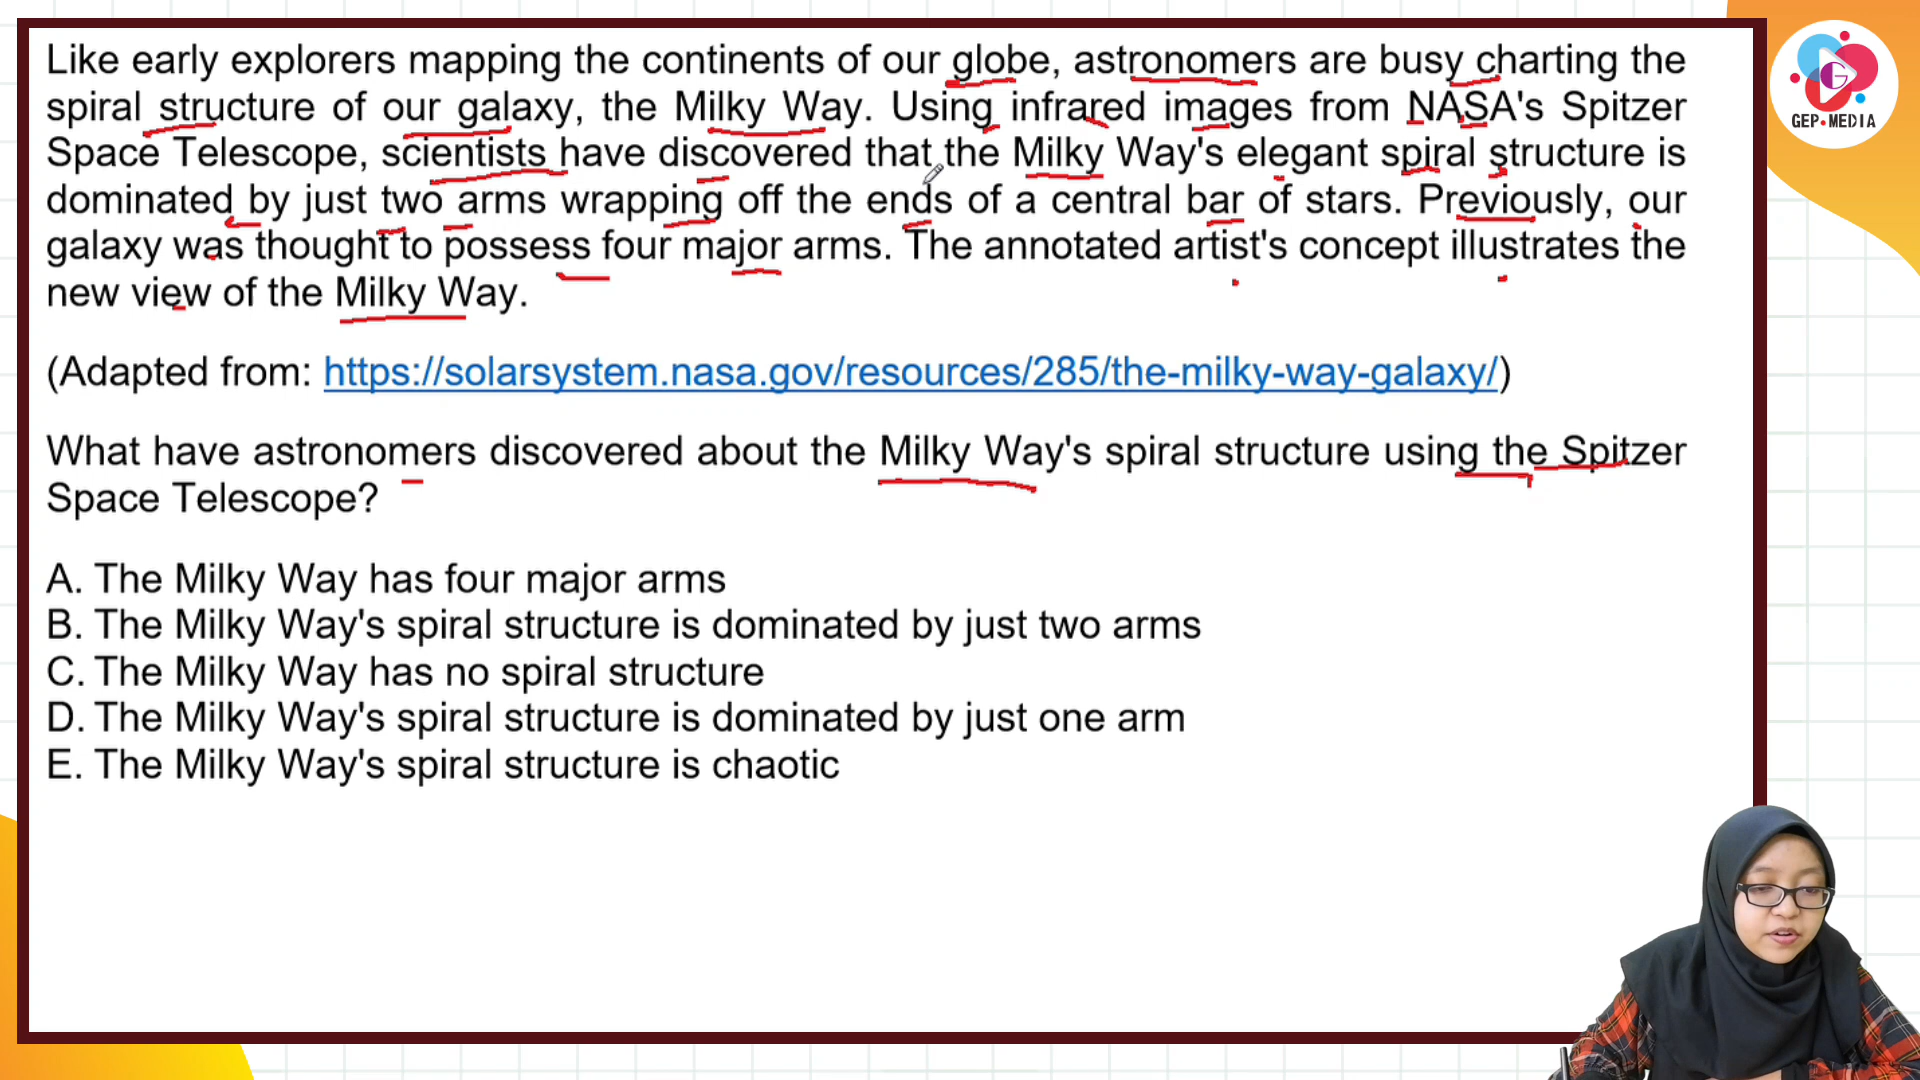 Like early explorers mapping the continents of our globe, astronomers are busy charting the
spiral structure of our galaxy, the Milky Way. Using infrared images from NASA's Spitzer
Space Telescope, scientists have discovered that the Milky Way's elegant spiral structure is
dominated by just two arms wrapping off the ends of a central bar of stars. Previously, our
galaxy was thought to possess four major arms. The annotated artist's concept illustrates the
new view of the Milky Way.
(Adapted from: https://solarsystem.nasa.gov/resources/285/the-milky-way-galaxy/)
What have astronomers discovered about the Milky Way's spiral structure using the Spitzer
Space Telescope?
A. The Milky Way has four major arms
B. The Milky Way's spiral structure is dominated by just two arms
C. The Milky Way has no spiral structure
D. The Milky Way's spiral structure is dominated by just one arm
E. The Milky Way's spiral structure is chaotic
G
GEP•MEDIA